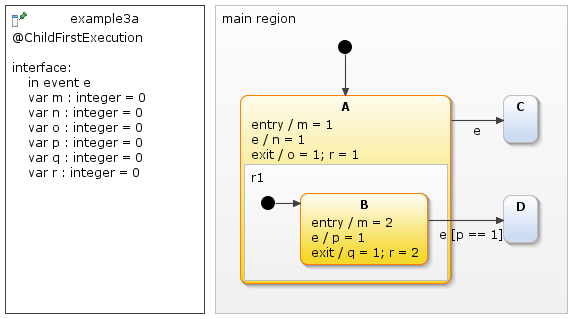 example3a
@ChildFirstExecution
interface:
in event e
var m : integer = 0
var n : integer = 0
var o : integer = 0
var p : integer = 0
var q : integer = 0
var r : integer = 0
main region
A
entry / m = 1
e / n = 1
exit / o = 1; r = 1
r1
B
entry / m = 2
e / p = 1
exit / q = 1; r = 2
e
C
e [p == 1]
D